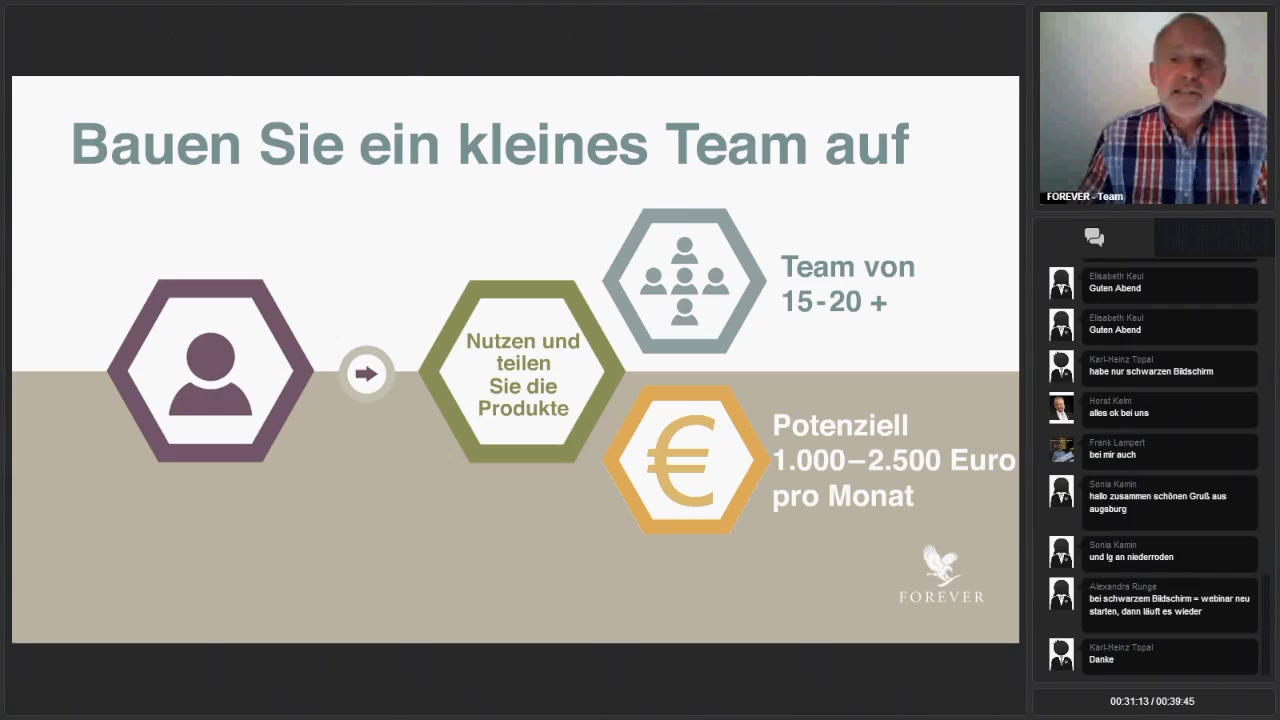 Bauen Sie ein kleines Team auf
Nutzen und
teilen
Sie die
Produkte
Team von
15-20 +
€
Potenziell
1.000–2.500 Euro
pro Monat
FOREVER
FOREVER - Team
Elisabeth Keul
Guten Abend
Elisabeth Keul
Guten Abend
Karl-Heinz Topal
habe nur schwarzen Bildschirm
Horst Kelm
alles ok bei uns
Frank Lampert
bei mir auch
Sonia Kamin
hallo zusammen schönen Gruß aus
augsburg
Sonia Kamin
und lg an niederroden
Alexandra Runge
bei schwarzem Bildschirm = webinar neu
starten, dann läuft es wieder
Karl-Heinz Topal
Danke
00:31:13 / 00:39:45